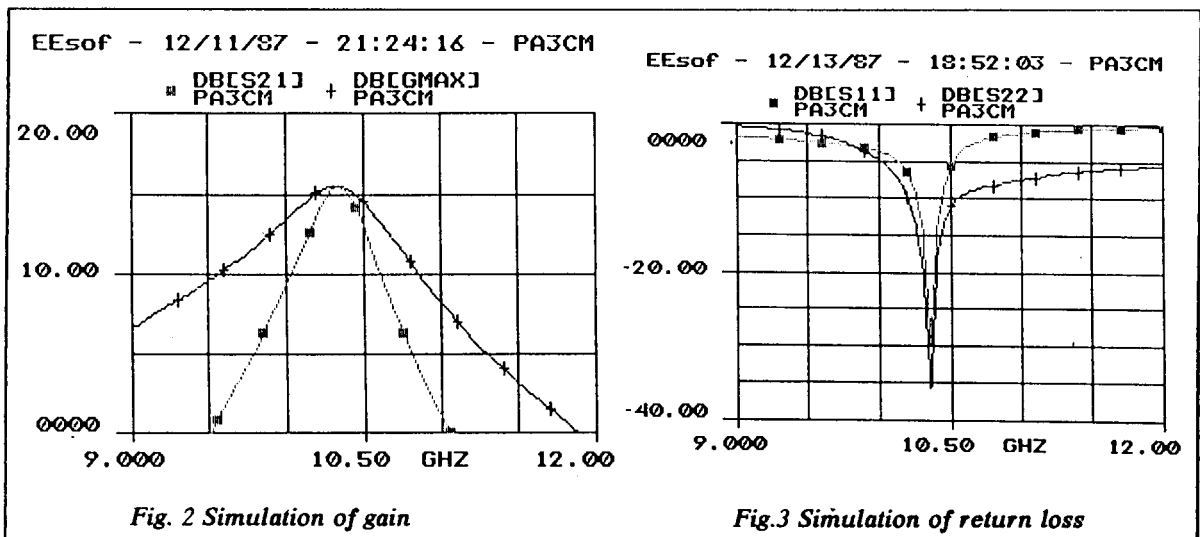 EEsof - 12/11/87 - 21:24:16 - PA3CM
DB[S21] + DB[GMAX]
PA3CM PA3CM
20.00
10.00
0000
9.000 10.50 GHZ 12.00
Fig. 2 Simulation of gain
EEsof - 12/13/87 - 18:52:03 - PA3CM
DB[S11] + DB[S22]
PA3CM PA3CM
0000
-20.00
-40.00
9.000 10.50 GHZ 12.00
Fig.3 Simulation of return loss